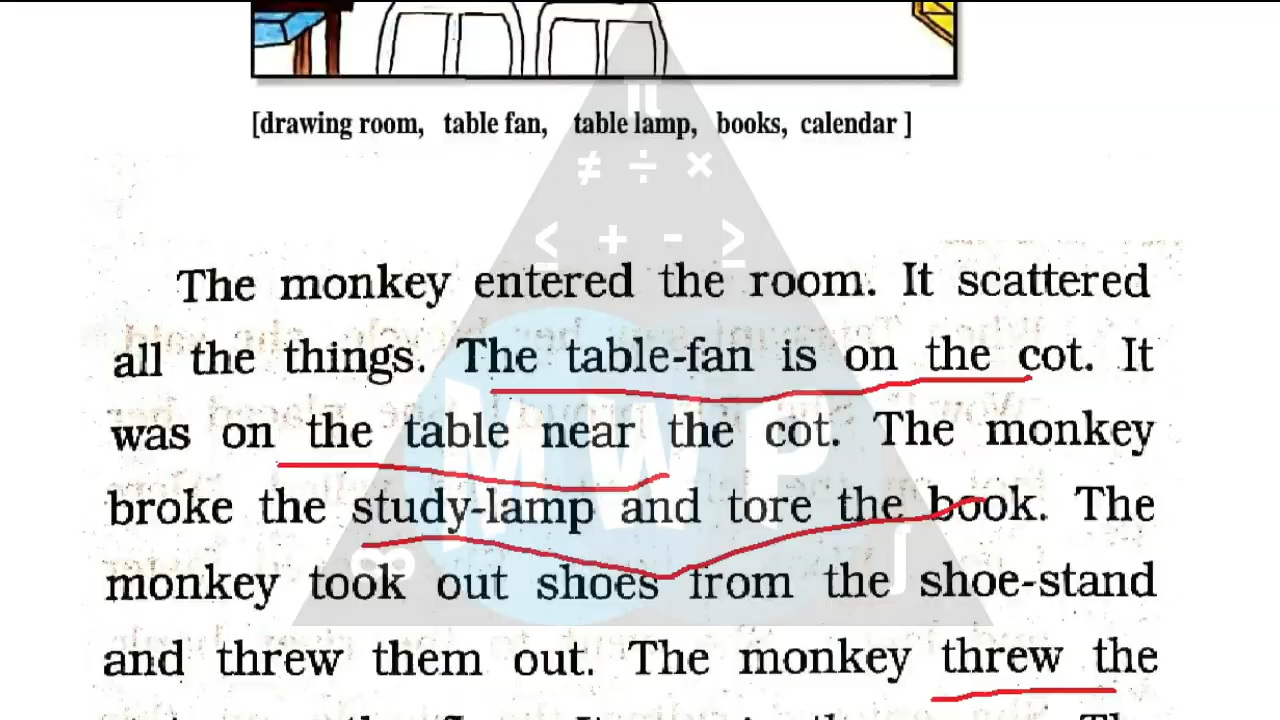 [drawing room, table fan, table lamp, books, calendar ]
π
≠ ÷ ×
≤ + - ≥
The monkey entered the room. It scattered
all the things. The table-fan is on the cot. It
was on the table near the cot. The monkey
broke the study-lamp and tore the book. The
MWP
∞ ∫
monkey took out shoes from the shoe-stand
and threw them out. The monkey threw the